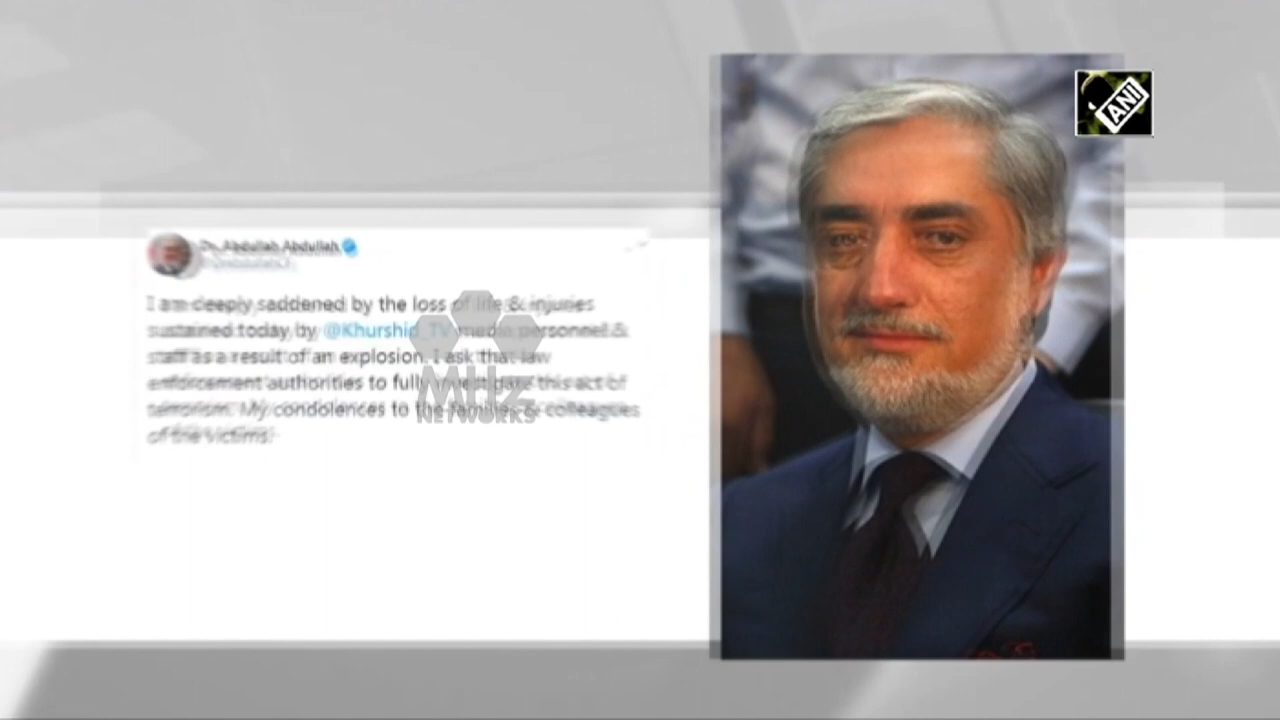 ANI
Dr. Abdullah Abdullah
I am deeply saddened by the loss of life & injuries
sustained today by @Khurshid_TV media personnel &
staff as a result of an explosion. I ask that law
enforcement authorities to fully investigate this act of
terrorism. My condolences to the families & colleagues
of the victims.
MHz
NETWORKS